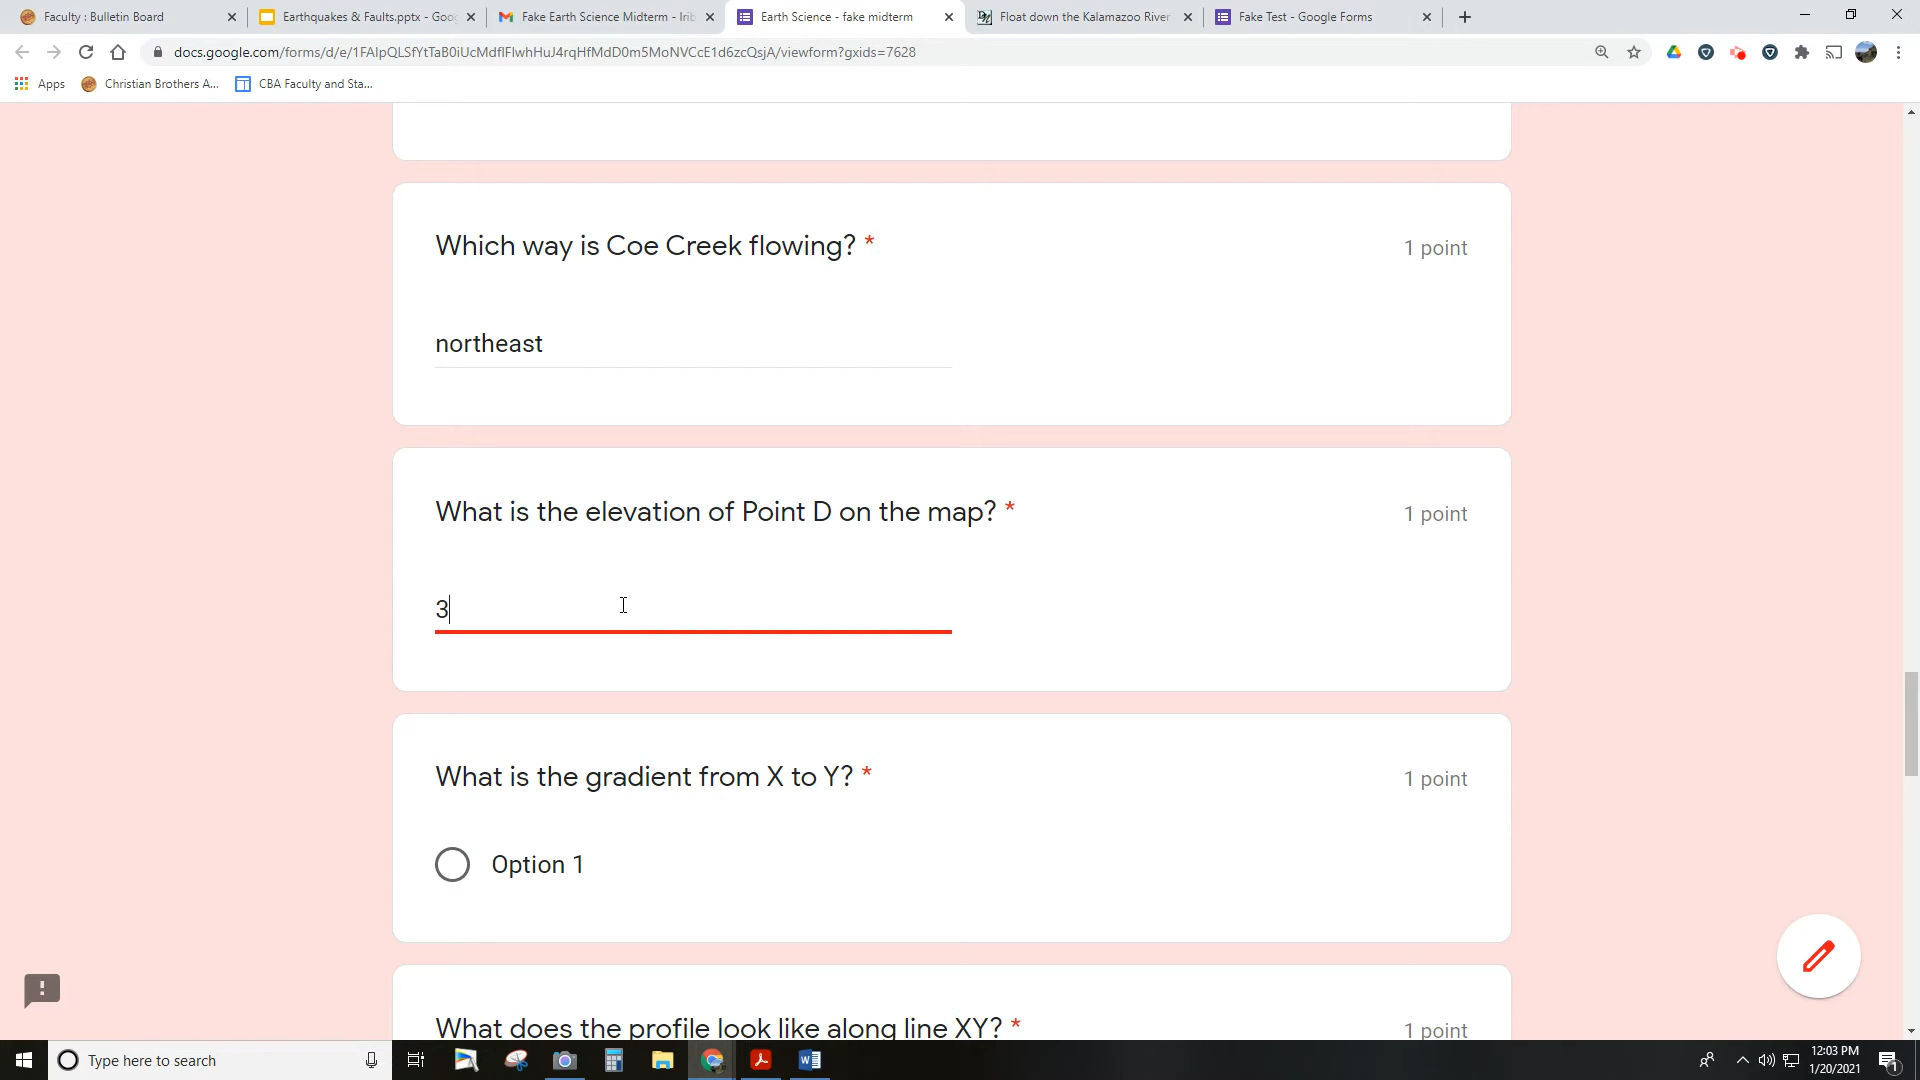 Faculty : Bulletin Board
Earthquakes & Faults.pptx - Goo
Fake Earth Science Midterm - Irib
Earth Science - fake midterm
Float down the Kalamazoo River
Fake Test - Google Forms
docs.google.com/forms/d/e/1FAIpQLSfYtTaB0iUcMdfIFlwhHuJ4rqHfMdD0m5MoNVCcE1d6zcQsjA/viewform?gxids=7628
Apps
Christian Brothers A...
CBA Faculty and Sta...
Which way is Coe Creek flowing? *
1 point
northeast
What is the elevation of Point D on the map? *
1 point
3
What is the gradient from X to Y? *
1 point
Option 1
What does the profile look like along line XY? *
1 point
Type here to search
12:03 PM
1/20/2021
1